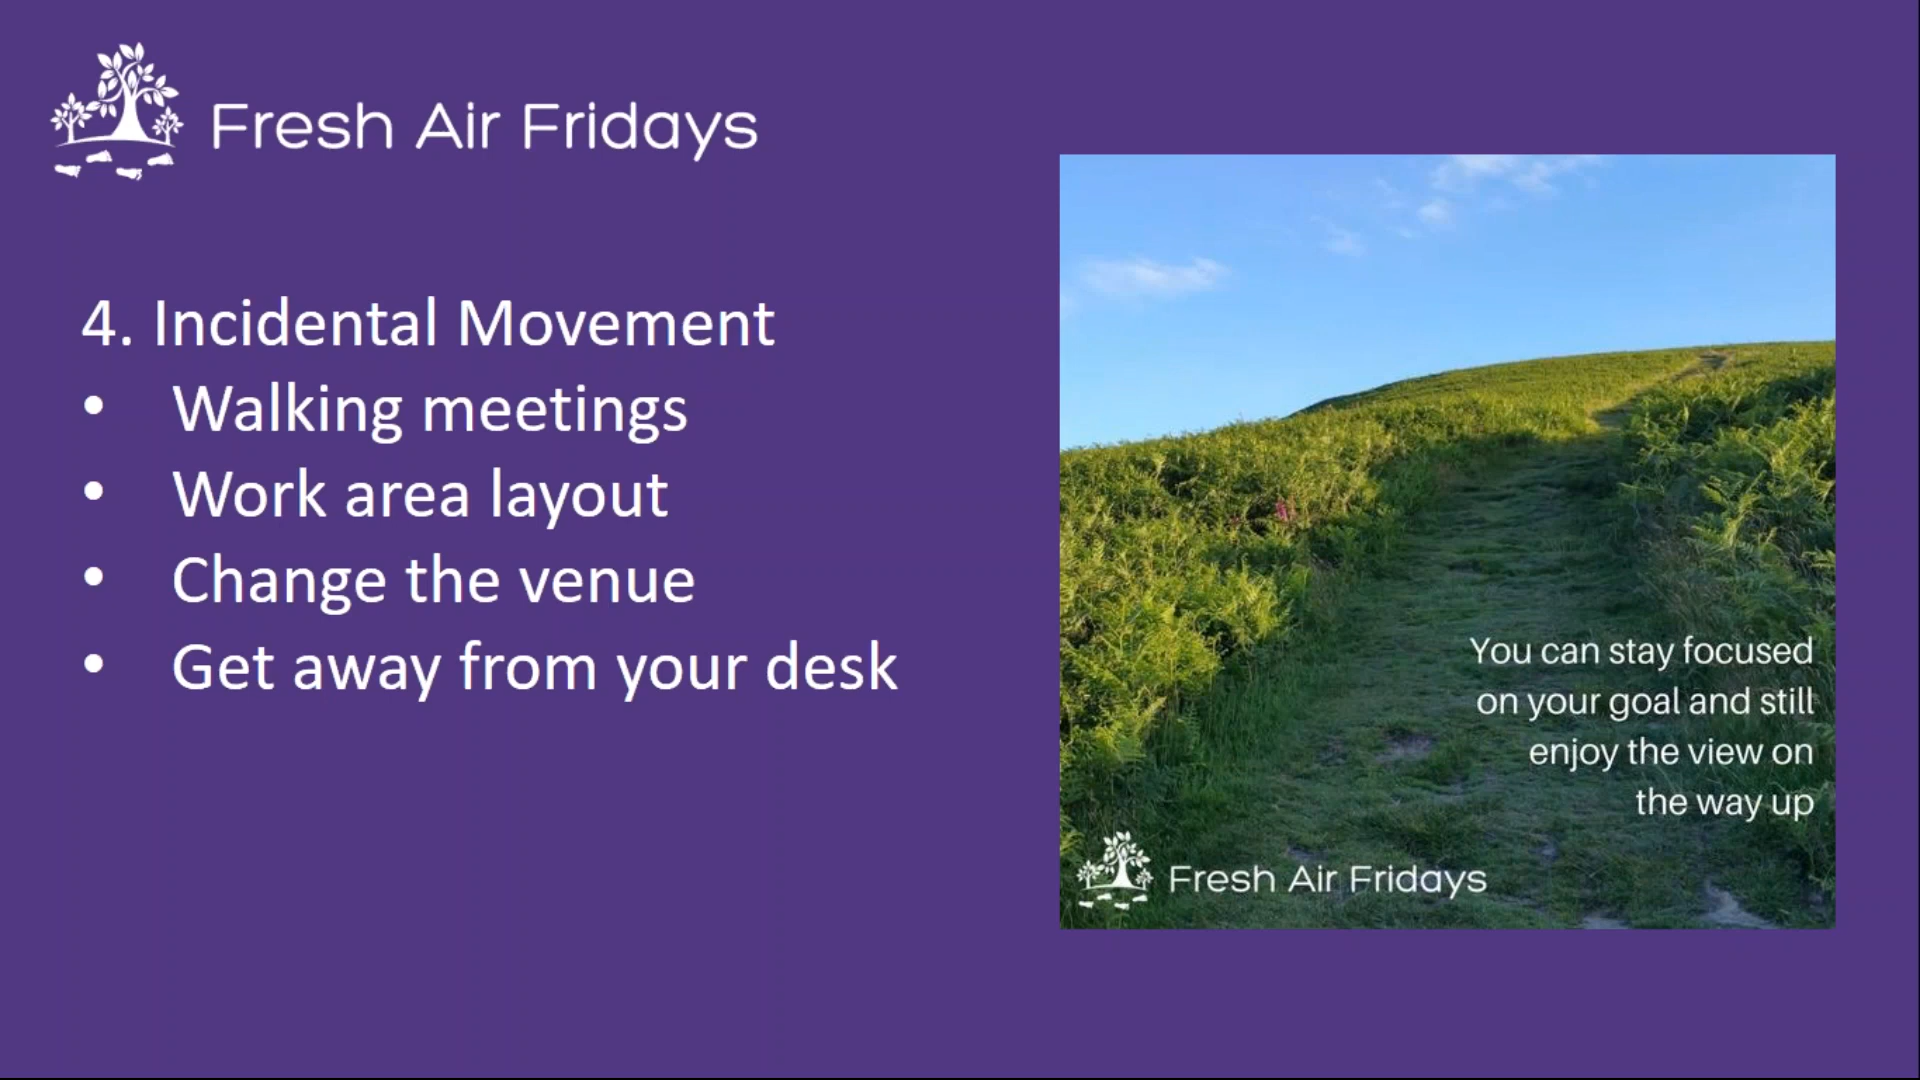 Fresh Air Fridays
4. Incidental Movement
• Walking meetings
• Work area layout
• Change the venue
• Get away from your desk
You can stay focused
on your goal and still
enjoy the view on
the way up
Fresh Air Fridays